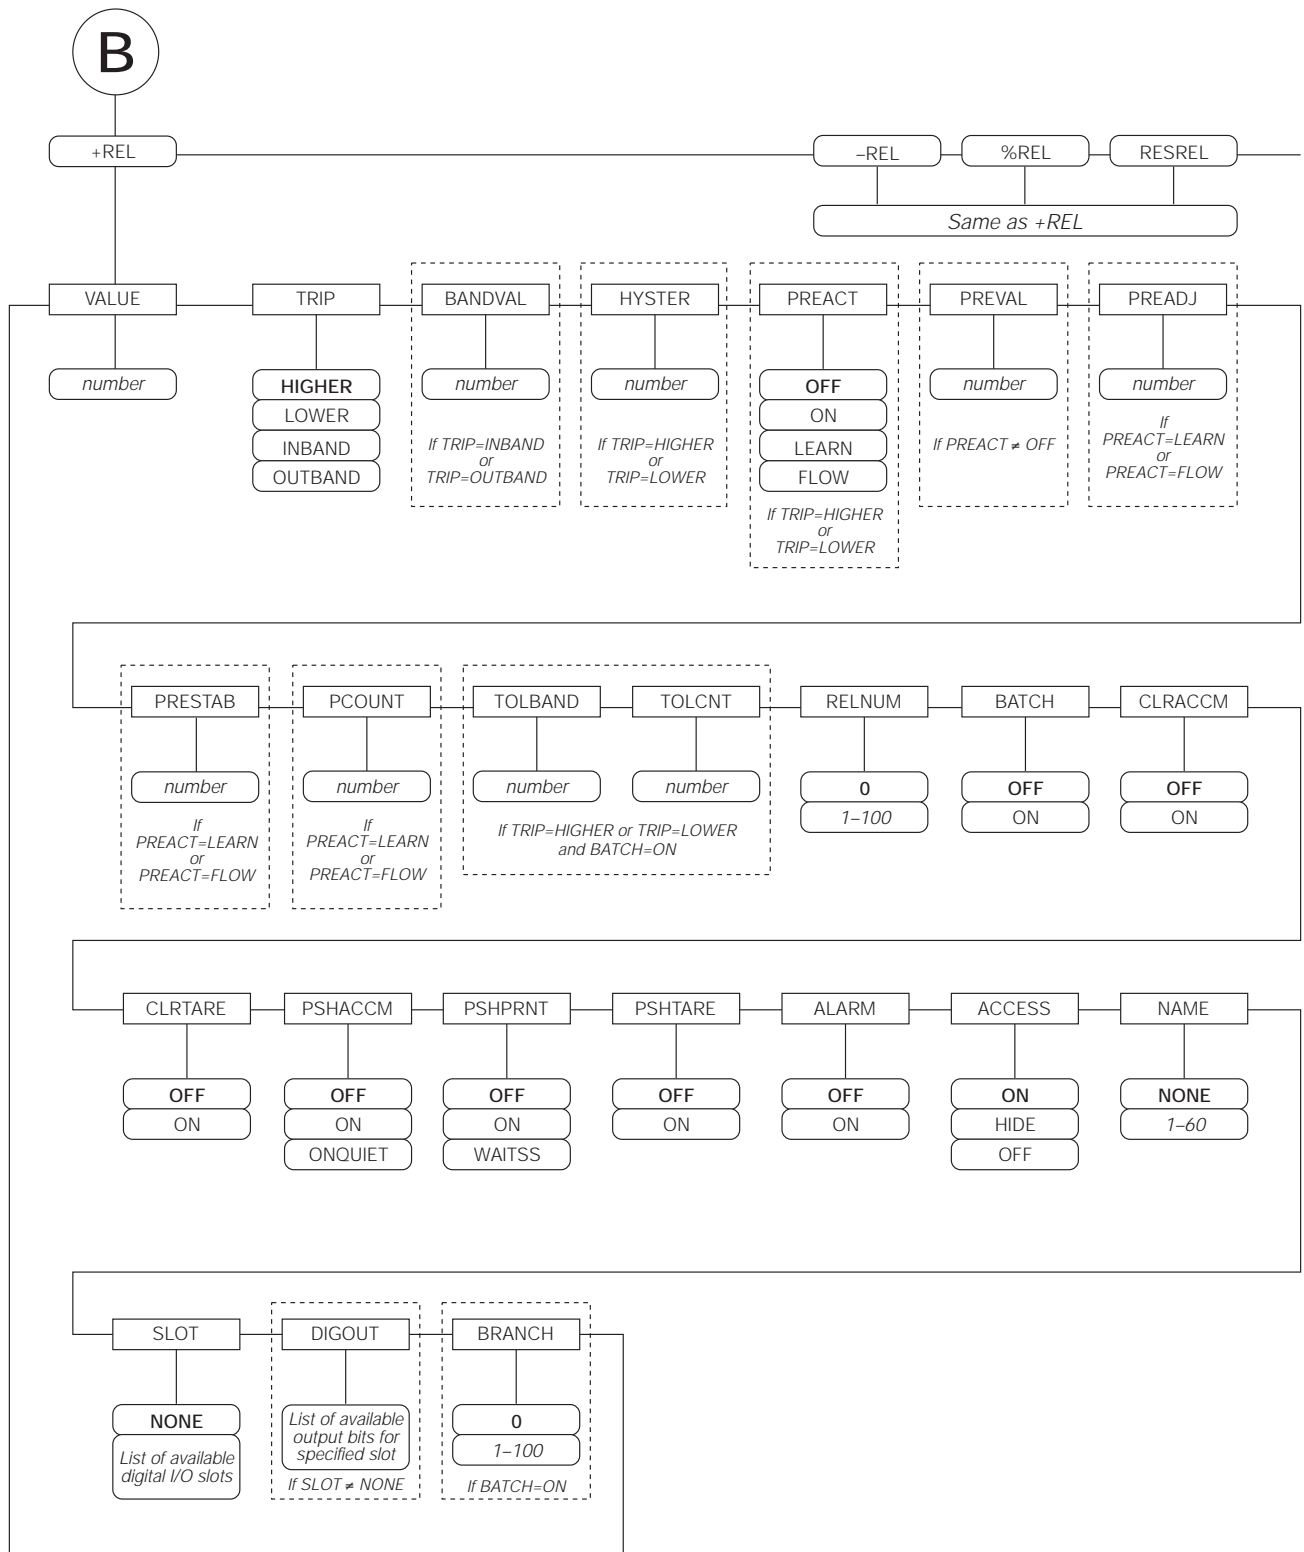 B
+REL
–REL
%REL
RESREL
Same as +REL
VALUE
TRIP
BANDVAL
HYSTER
PREACT
PREVAL
PREADJ
number
HIGHER
LOWER
INBAND
OUTBAND
number
If TRIP=INBAND
or
TRIP=OUTBAND
number
If TRIP=HIGHER
or
TRIP=LOWER
OFF
ON
LEARN
FLOW
If TRIP=HIGHER
or
TRIP=LOWER
number
If PREACT ≠ OFF
number
If
PREACT=LEARN
or
PREACT=FLOW
PRESTAB
PCOUNT
TOLBAND
TOLCNT
RELNUM
BATCH
CLRACCM
number
If
PREACT=LEARN
or
PREACT=FLOW
number
If
PREACT=LEARN
or
PREACT=FLOW
number
number
If TRIP=HIGHER or TRIP=LOWER
and BATCH=ON
0
1–100
OFF
ON
OFF
ON
CLRTARE
PSHACCM
PSHPRNT
PSHTARE
ALARM
ACCESS
NAME
OFF
ON
OFF
ON
ONQUIET
OFF
ON
WAITSS
OFF
ON
OFF
ON
ON
HIDE
OFF
NONE
1–60
SLOT
DIGOUT
BRANCH
NONE
List of available
digital I/O slots
List of available
output bits for
specified slot
If SLOT ≠ NONE
0
1–100
If BATCH=ON